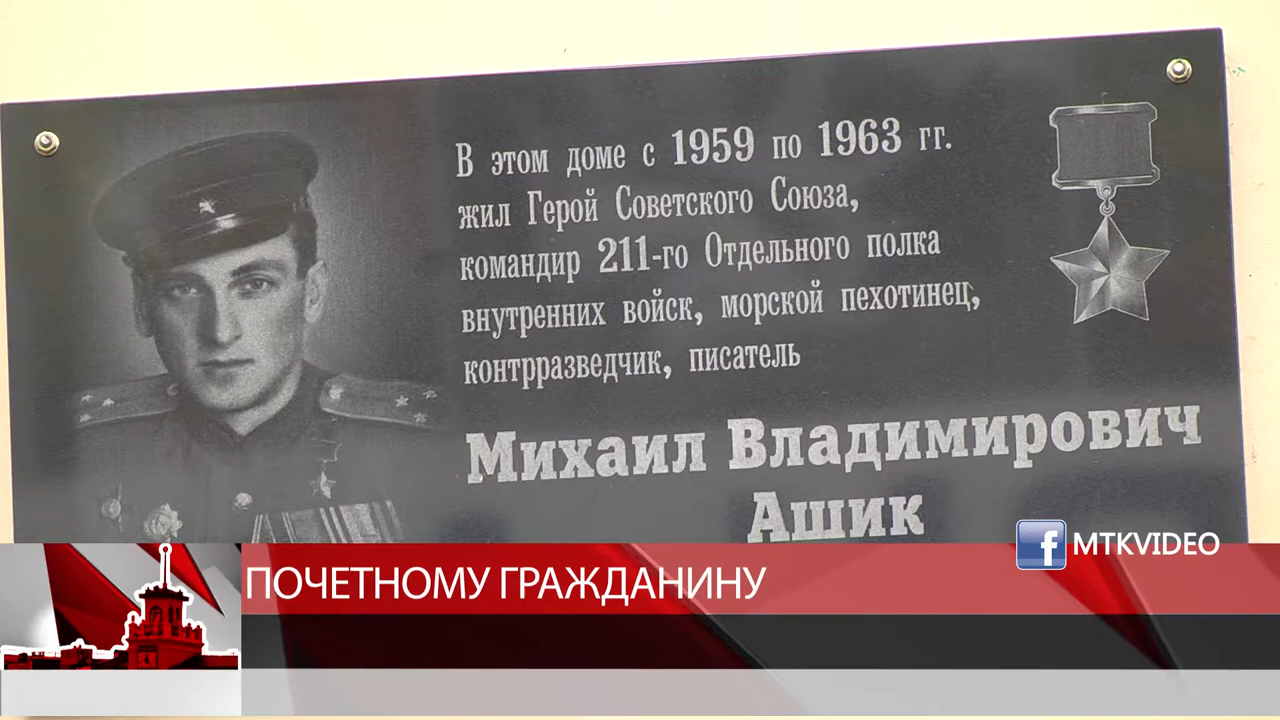 В этом доме с 1959 по 1963 гг.
жил Герой Советского Союза,
командир 211-го Отдельного полка
внутренних войск, морской пехотинец,
контрразведчик, писатель
Михаил Владимирович
Ашик
f MTKVIDEO
ПОЧЕТНОМУ ГРАЖДАНИНУ